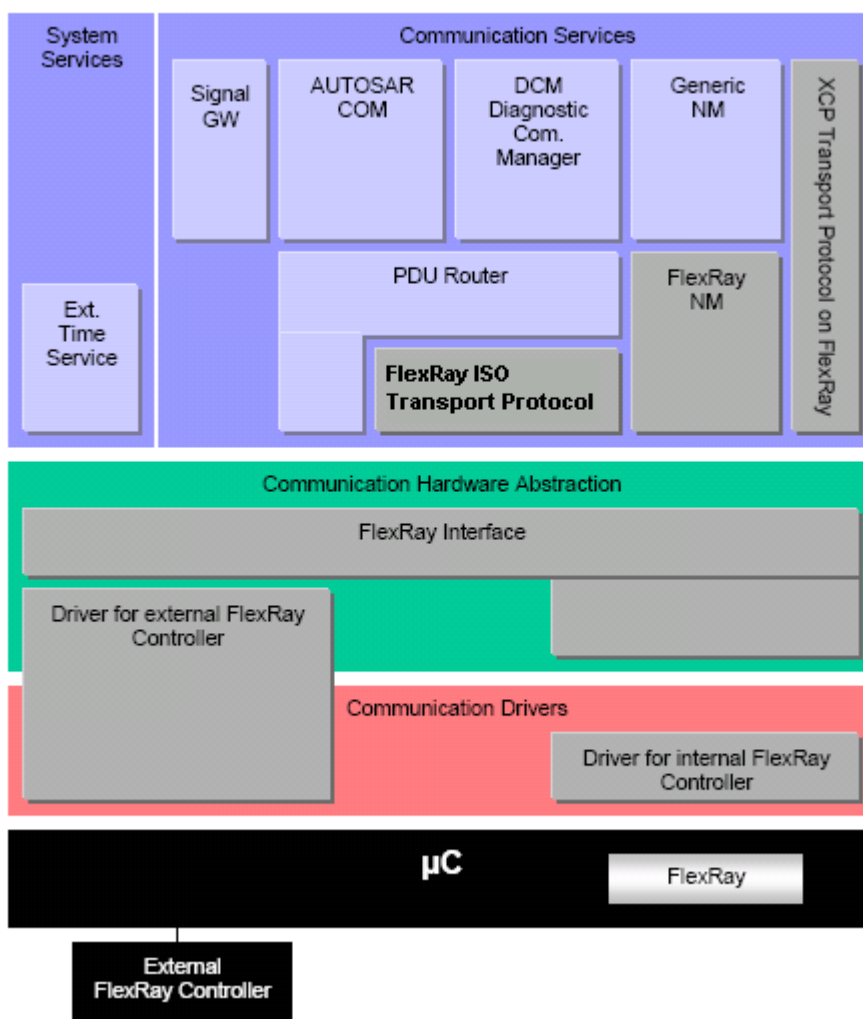 System
Services
Communication Services
Signal
GW
AUTOSAR
COM
DCM
Diagnostic
Com.
Manager
Generic
NM
XCP Transport Protocol on FlexRay
Ext.
Time
Service
PDU Router
FlexRay
NM
FlexRay ISO
Transport Protocol
Communication Hardware Abstraction
FlexRay Interface
Driver for external FlexRay
Controller
Communication Drivers
Driver for internal FlexRay
Controller
µC
FlexRay
External
FlexRay Controller